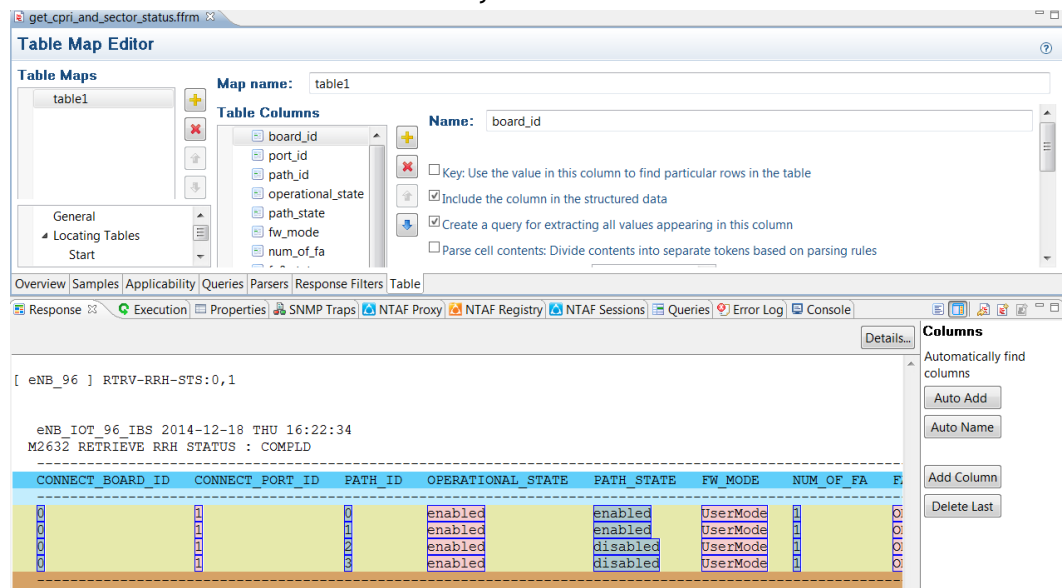 get_cpri_and_sector_status.ffrm
Table Map Editor
Table Maps
table1
Map name: table1
Table Columns
board_id
port_id
path_id
operational_state
path_state
fw_mode
num_of_fa
Name: board_id
Key: Use the value in this column to find particular rows in the table
Include the column in the structured data
Create a query for extracting all values appearing in this column
Parse cell contents: Divide contents into separate tokens based on parsing rules
General
Locating Tables
Start
Overview Samples Applicability Queries Parsers Response Filters Table
Response Execution Properties SNMP Traps NTAF Proxy NTAF Registry NTAF Sessions Queries Error Log Console
Details...
[ eNB_96 ] RTRV-RRH-STS:0,1
eNB_IOT_96_IBS 2014-12-18 THU 16:22:34
M2632 RETRIEVE RRH STATUS : COMPLD
CONNECT_BOARD_ID CONNECT_PORT_ID PATH_ID OPERATIONAL_STATE PATH_STATE FW_MODE NUM_OF_FA
0 1 0 enabled enabled UserMode 1
0 1 1 enabled enabled UserMode 1
0 1 2 enabled disabled UserMode 1
0 1 3 enabled disabled UserMode 1
Columns
Automatically find
columns
Auto Add
Auto Name
Add Column
Delete Last